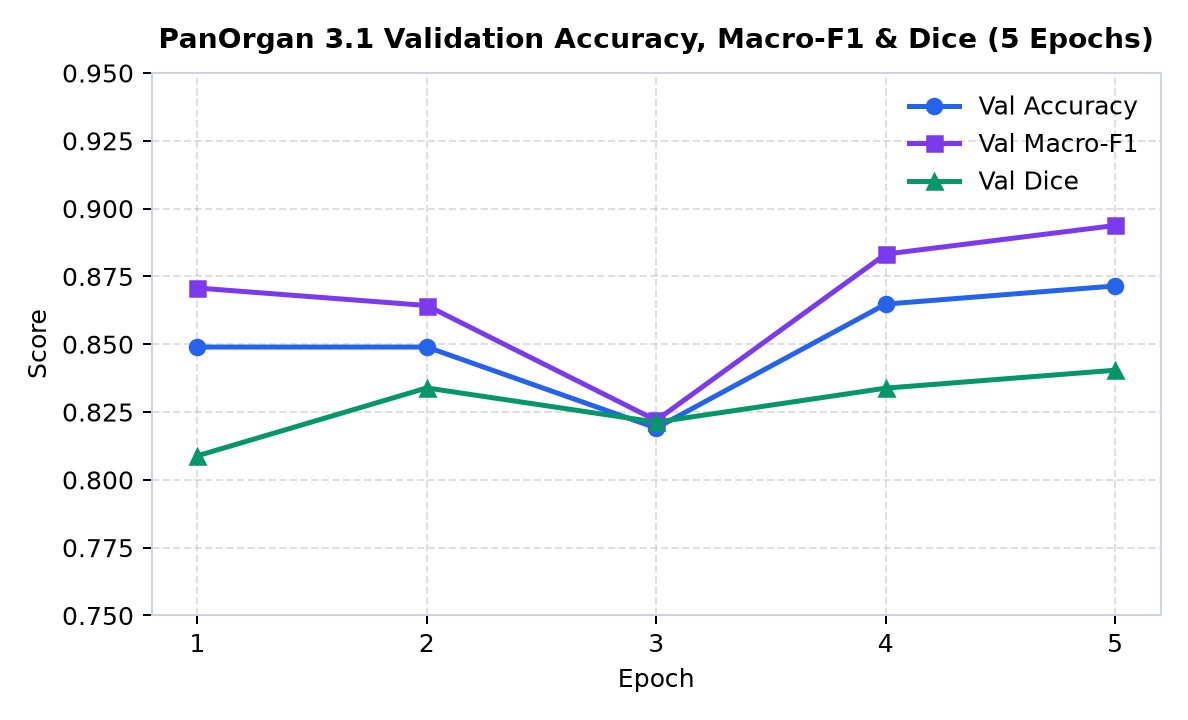 PanOrgan 3.1 Validation Accuracy, Macro-F1 & Dice (5 Epochs)
0.950
0.925
0.900
0.875
0.850
0.825
0.800
0.775
0.750
Score
Val Accuracy
Val Macro-F1
Val Dice
1 2 3 4 5
Epoch